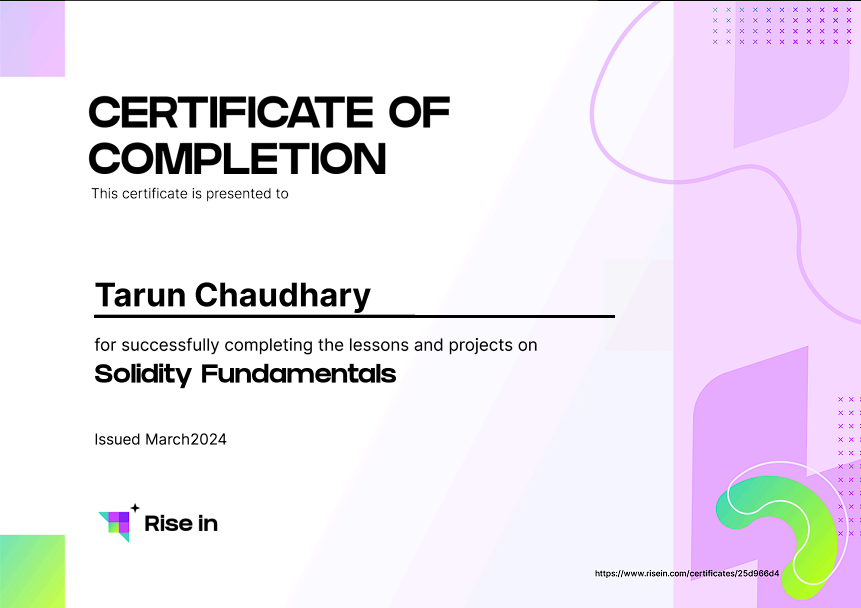 CERTIFICATE OF
COMPLETION
This certificate is presented to
Tarun Chaudhary
for successfully completing the lessons and projects on
Solidity Fundamentals
Issued March2024
Rise in
https://www.risein.com/certificates/25d966d4